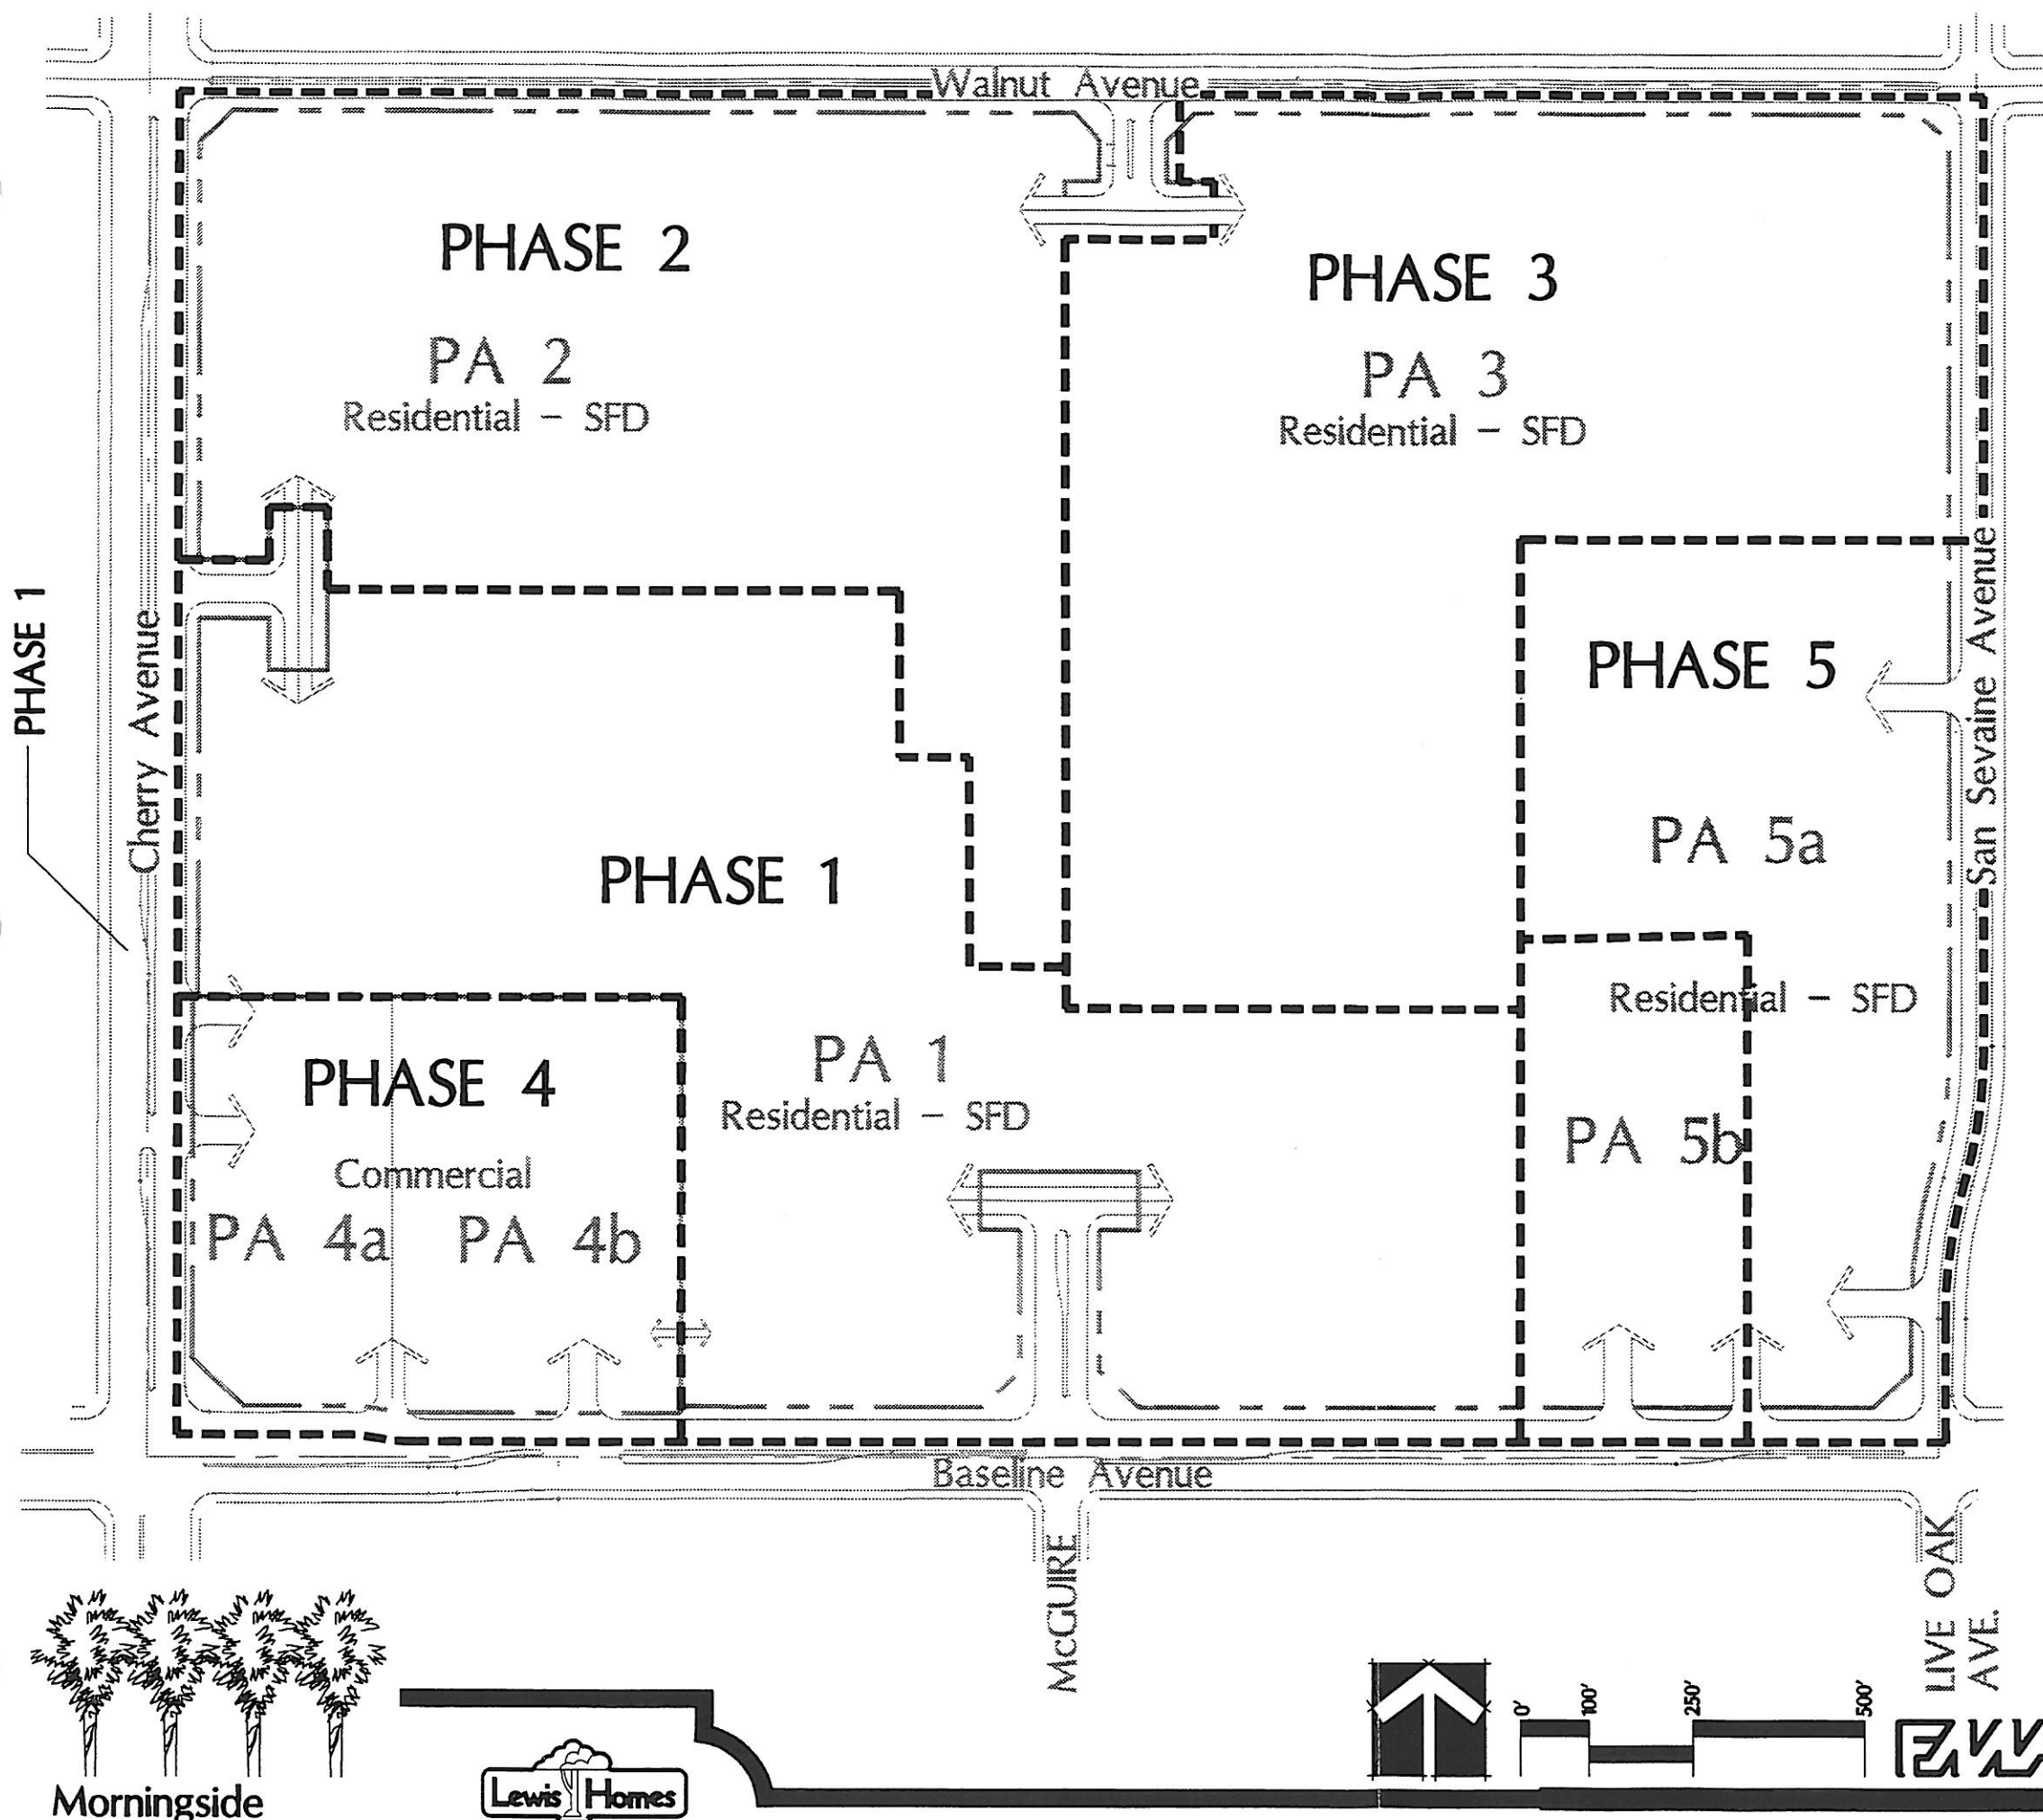 Walnut Avenue
PHASE 2
PA 2
Residential - SFD
PHASE 3
PA 3
Residential - SFD
PHASE 1
Cherry Avenue
PHASE 5
PA 5a
San Sevaine Avenue
PHASE 1
Residential - SFD
PA 1
Residential - SFD
PHASE 4
Commercial
PA 4a PA 4b
PA 5b
Baseline Avenue
McGUIRE
LIVE OAK
AVE.
0' 100' 250' 500'
Lewis Homes
Morningside